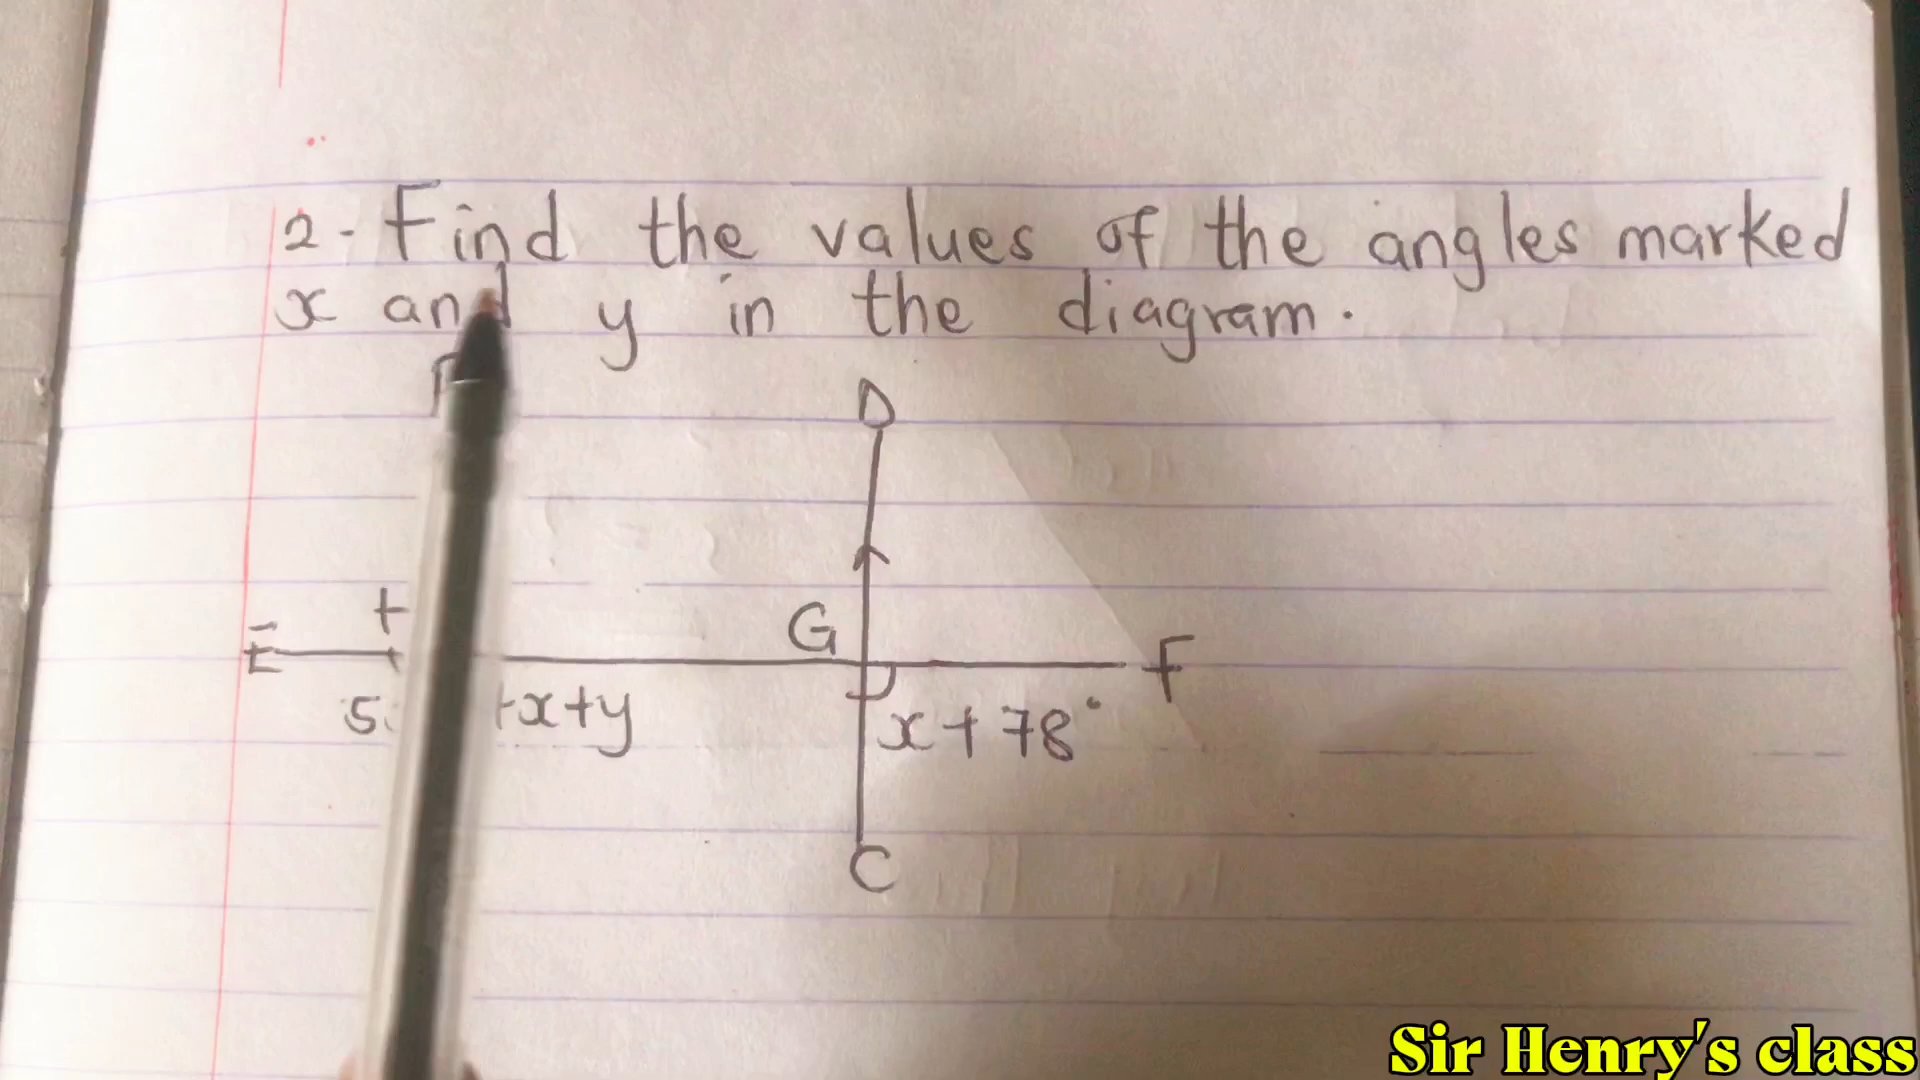 2. Find the values of the angles marked
x and y in the diagram.
D
G
E
F
x+y
x + 78°
C
Sir Henry's class